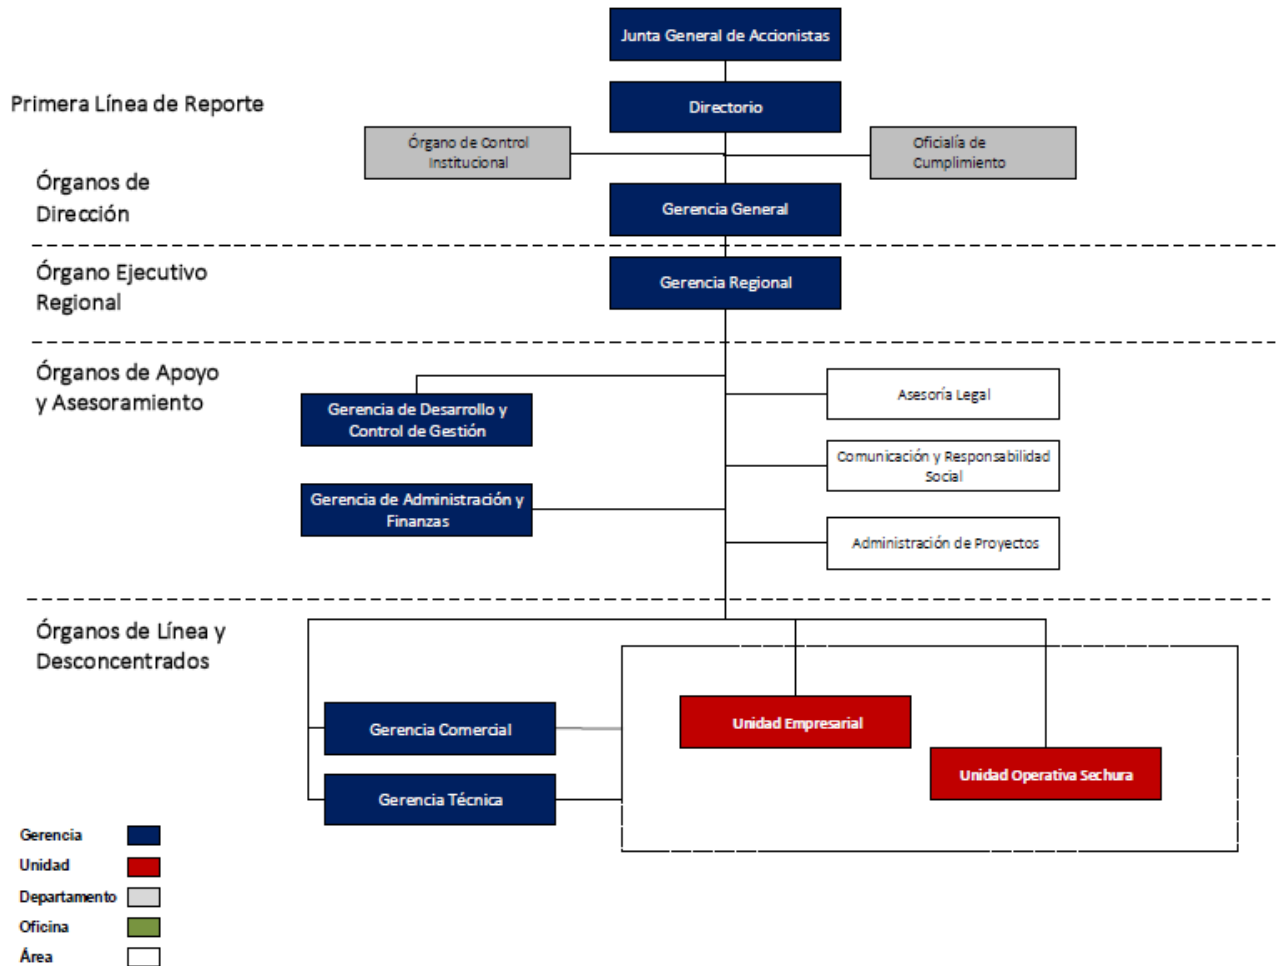 Junta General de Accionistas
Primera Línea de Reporte
Directorio
Órgano de Control
Institucional
Oficialía de
Cumplimiento
Órganos de
Dirección
Gerencia General
Órgano Ejecutivo
Regional
Gerencia Regional
Órganos de Apoyo
y Asesoramiento
Gerencia de Desarrollo y
Control de Gestión
Asesoría Legal
Comunicación y Responsabilidad
Social
Gerencia de Administración y
Finanzas
Administración de Proyectos
Órganos de Línea y
Desconcentrados
Gerencia Comercial
Unidad Empresarial
Unidad Operativa Sechura
Gerencia Técnica
Gerencia
Unidad
Departamento
Oficina
Área